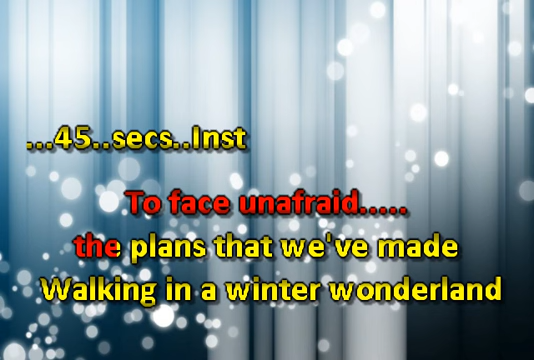 ...45..secs..Inst
To face unafraid.....
the plans that we've made
Walking in a winter wonderland